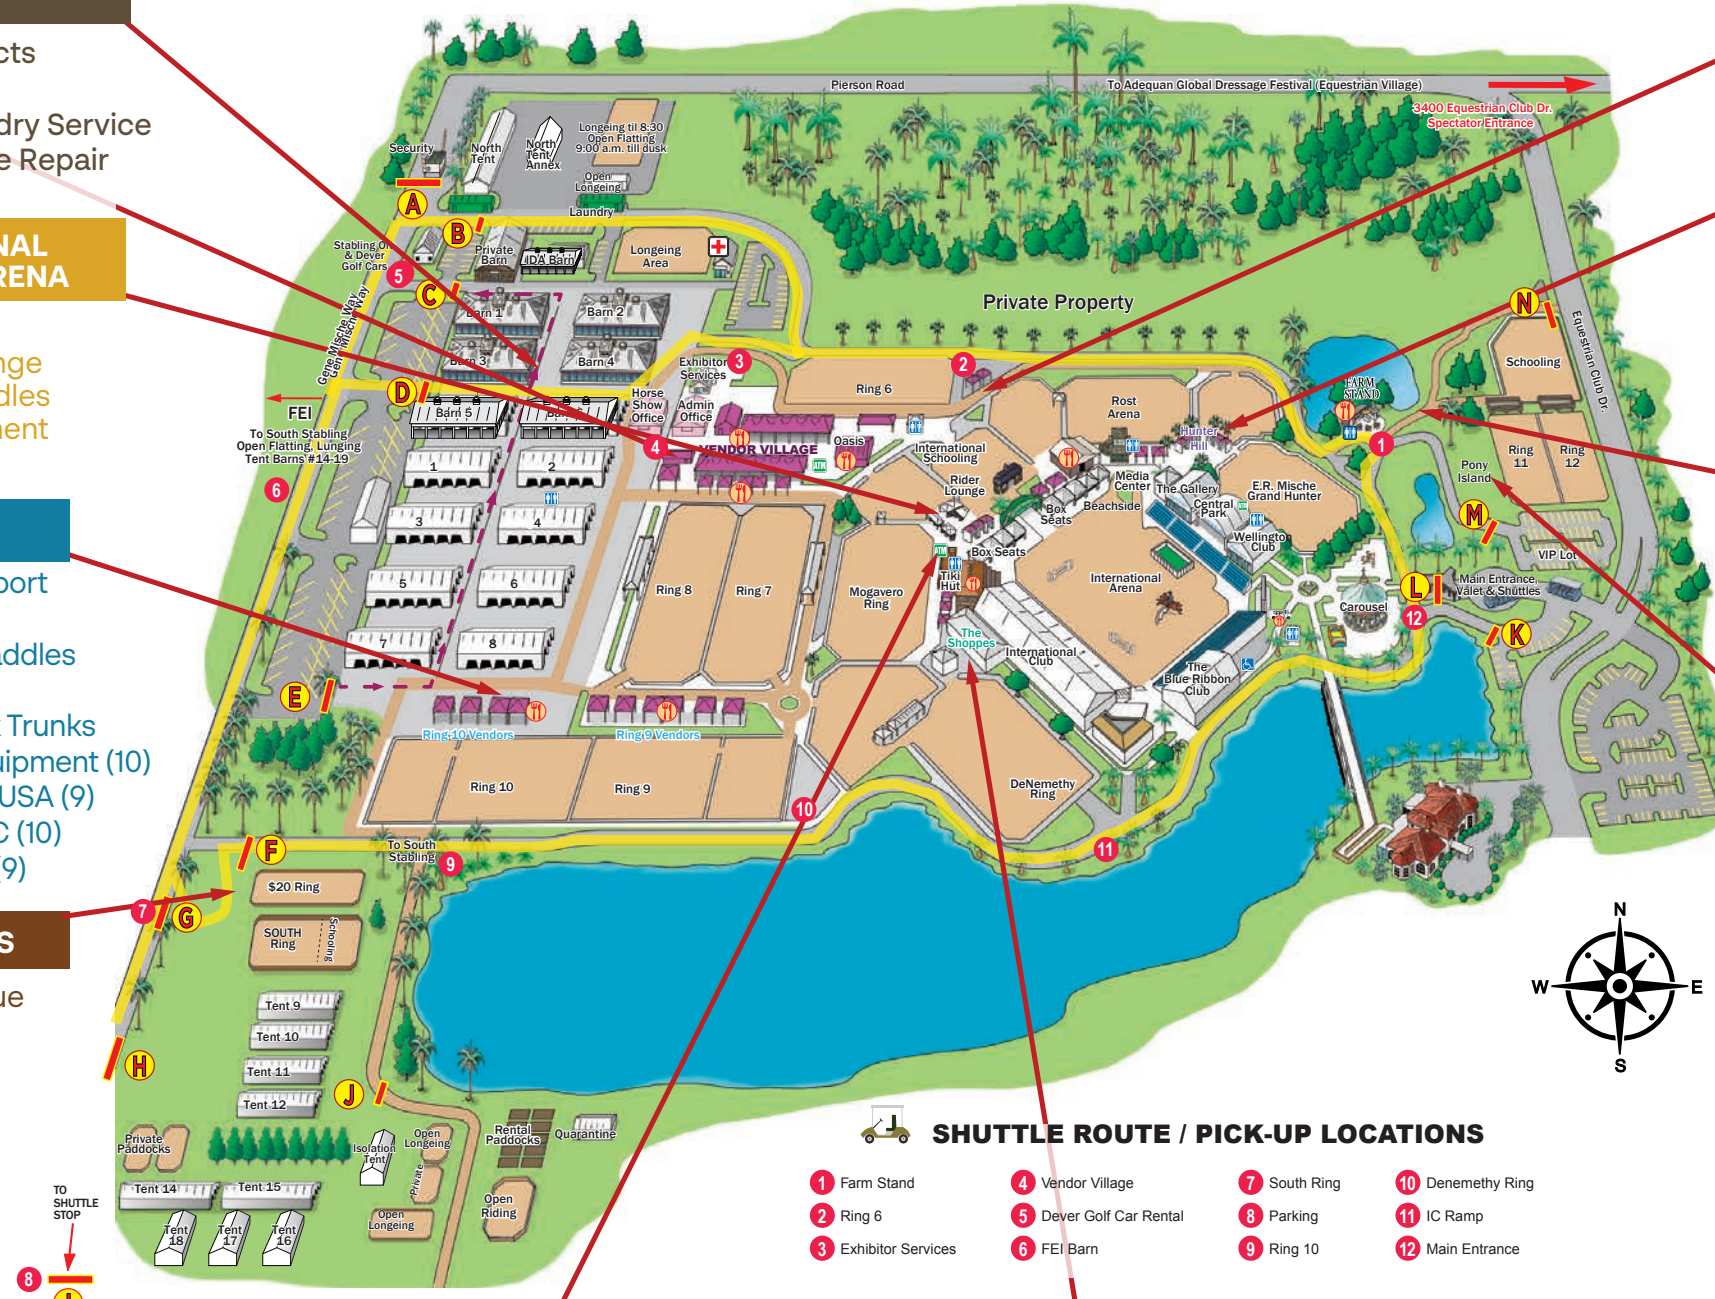 cts
dry Service
e Repair
NAL
RENA
nge
dles
ment
port
addles
k Trunks
uipment (10)
USA (9)
C (10)
(9)
S
ue
Pierson Road
To Adequan Global Dressage Festival (Equestrian Village)
3400 Equestrian Club Dr.
Spectator Entrance
Security
North
Tent
North
Tent
Annex
Longeing til 8:30
Open Flatting
9:00 a.m. till dusk
Open
Longeing
Laundry
A
B
Private
Barn
IDA Barn
Longeing
Area
Stabling Of
& Dever
Golf Cars
5
C
Gene Mische Way
Gene Mische Way
Barn 1
Barn 2
Barn 3
Barn 4
Private Property
Equestrian Club Dr.
N
Schooling
Exhibitor
Services
3
2
Ring 6
D
FEI
To South Stabling
Open Flatting, Lunging
Tent Barns #14-19
Barn 5
Horse
Show
Office
Admin
Office
4
VENDOR VILLAGE
ATM
Oasis
Rost
Arena
Hunter
Hill
FARM
STAND
1
Ring
11
Ring
12
Pony
Island
International
Schooling
Rider
Lounge
Media
Center
The Gallery
E.R. Mische
Grand Hunter
Central
Park
ATM
Box
Seats
Beachside
Wellington
Club
M
VIP Lot
6
1
2
3
4
5
6
7
8
Ring 8
Ring 7
Mogavero
Ring
ATM
Box Seats
Tiki
Hut
International
Arena
Carousel
L
12
Main Entrance,
Valet & Shuttles
K
The
Shoppes
International
Club
The
Blue Ribbon
Club
E
Ring 10 Vendors
Ring 9 Vendors
Ring 10
Ring 9
DeNemethy
Ring
10
11
F
To South
Stabling
9
7
G
$20 Ring
SOUTH
Ring
Schooling
Tent 9
Tent 10
Tent 11
Tent 12
H
J
Private
Paddocks
Isolation
Tent
Open
Longeing
Private
Open
Longeing
Rental
Paddocks
Quarantine
Open
Riding
Tent 14
Tent 15
Tent
18
Tent
17
Tent
16
TO
SHUTTLE
STOP
8
N
W
E
S
SHUTTLE ROUTE / PICK-UP LOCATIONS
1 Farm Stand
2 Ring 6
3 Exhibitor Services
4 Vendor Village
5 Dever Golf Car Rental
6 FEI Barn
7 South Ring
8 Parking
9 Ring 10
10 Denemethy Ring
11 IC Ramp
12 Main Entrance